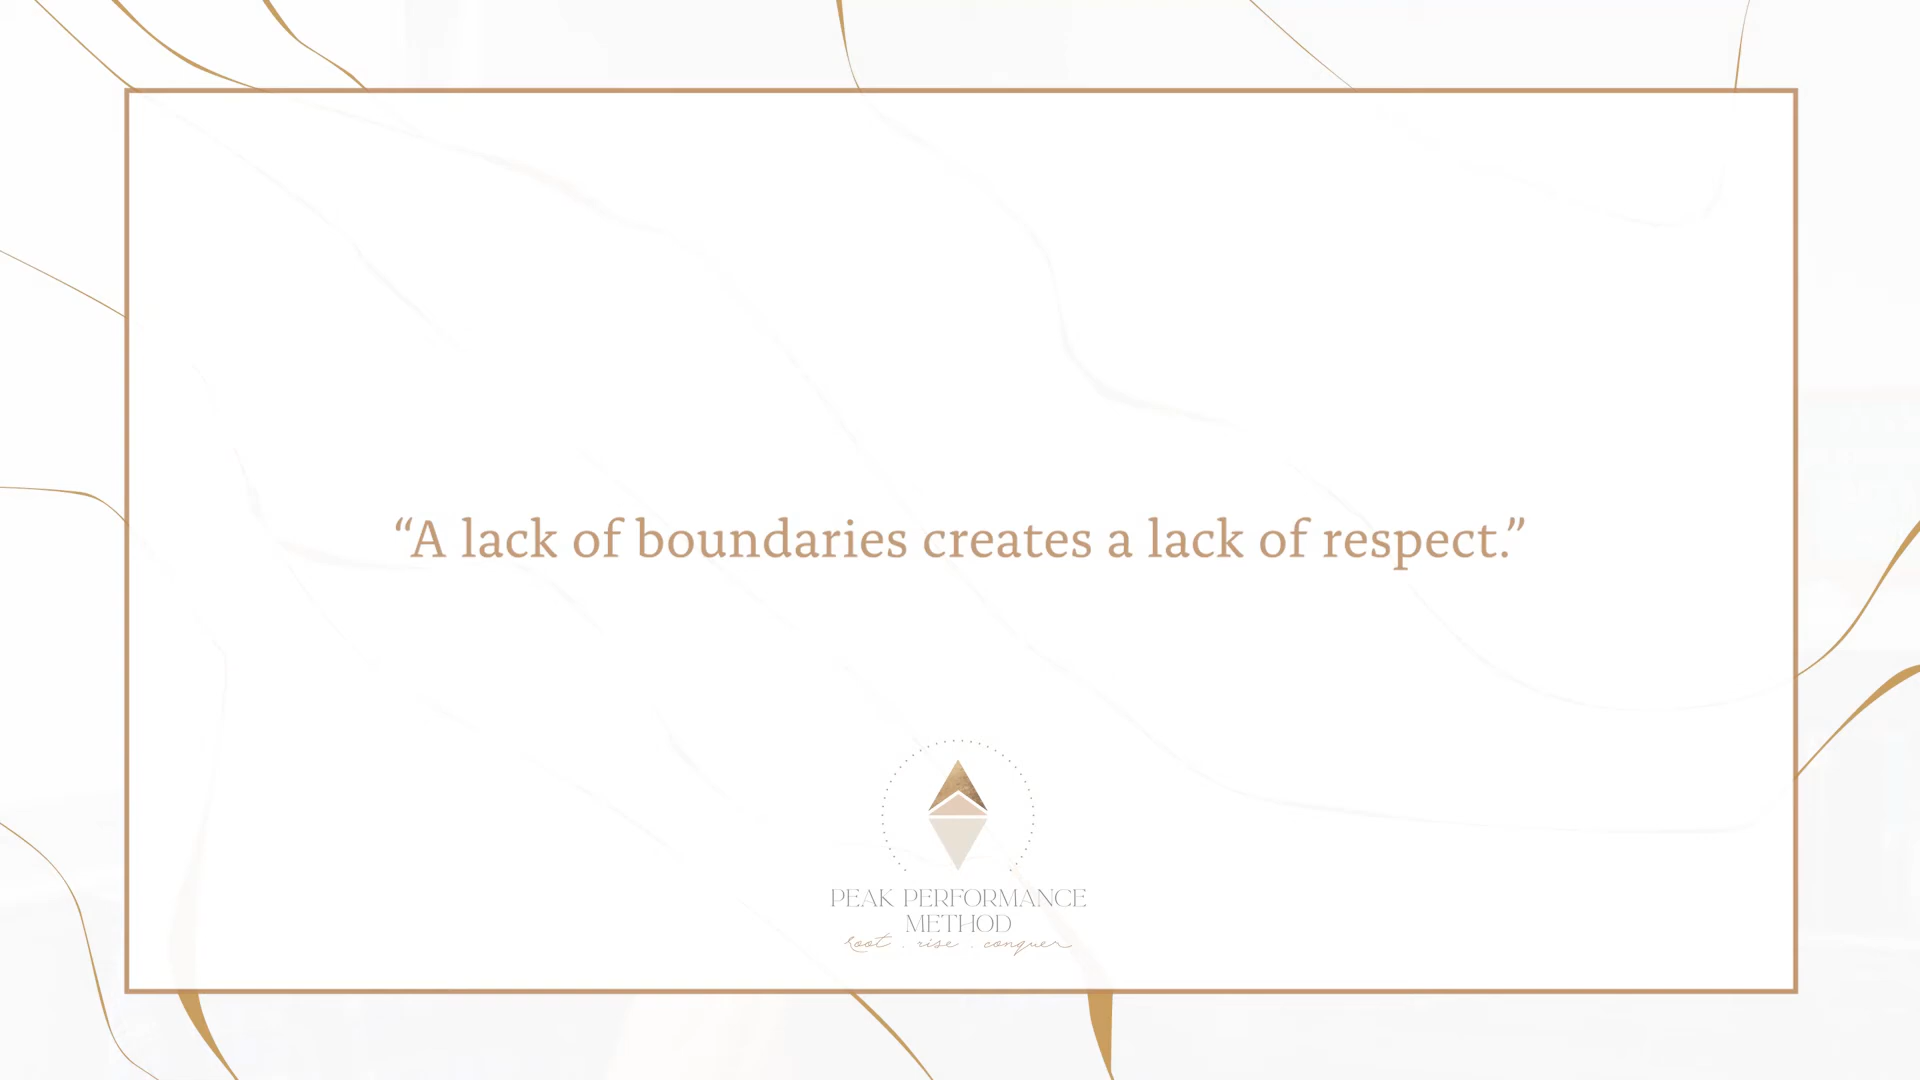 “A lack of boundaries creates a lack of respect.”
PEAK PERFORMANCE
METHOD
root . rise . conquer